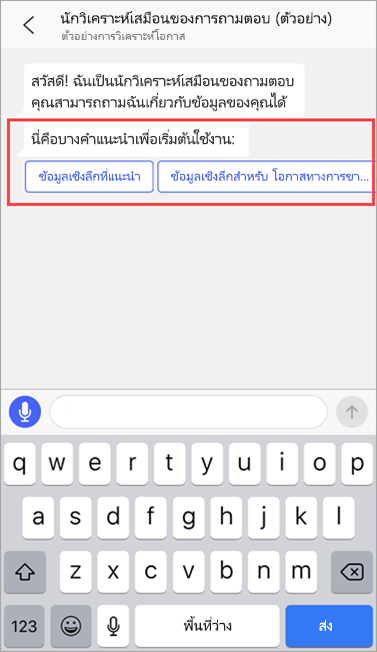 นักวิเคราะห์เสมือนของการถามตอบ (ตัวอย่าง)
ตัวอย่างการวิเคราะห์โอกาส
สวัสดี! ฉันเป็นนักวิเคราะห์เสมือนของถามตอบ
คุณสามารถถามฉันเกี่ยวกับข้อมูลของคุณได้
นี่คือบางคำแนะนำเพื่อเริ่มต้นใช้งาน:
ข้อมูลเชิงลึกที่แนะนำ
ข้อมูลเชิงลึกสำหรับ โอกาสทางการขา...
q w e r t y u i o p
a s d f g h j k l
z x c v b n m
123 พื้นที่ว่าง ส่ง